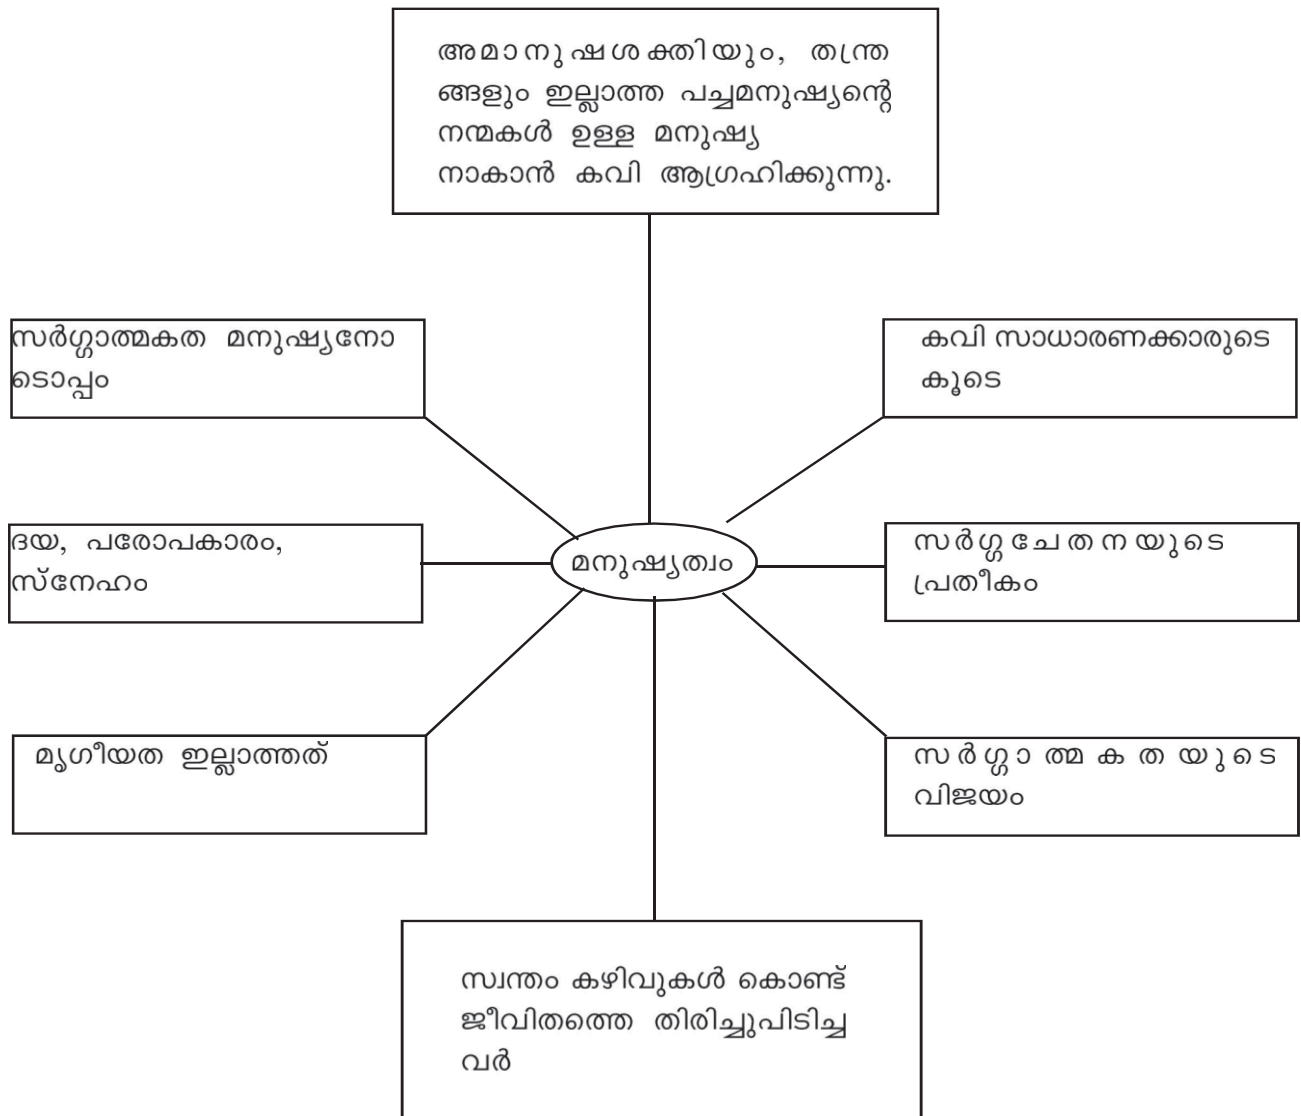 അമാനുഷശക്തിയും, തന്ത്ര
ങ്ങളും ഇല്ലാത്ത പച്ചമനുഷ്യന്റെ
നന്മകൾ ഉള്ള മനുഷ്യ
നാകാൻ കവി ആഗ്രഹിക്കുന്നു.
സർഗ്ഗാത്മകത മനുഷ്യനോ
ടൊപ്പം
കവി സാധാരണക്കാരുടെ
കൂടെ
ദയ, പരോപകാരം,
സ്നേഹം
മനുഷ്യത്വം
സർഗ്ഗചേതനയുടെ
പ്രതീകം
മൃഗീയത ഇല്ലാത്തത്
സർഗ്ഗാത്മകതയുടെ
വിജയം
സ്വന്തം കഴിവുകൾ കൊണ്ട്
ജീവിതത്തെ തിരിച്ചുപിടിച്ച
വർ